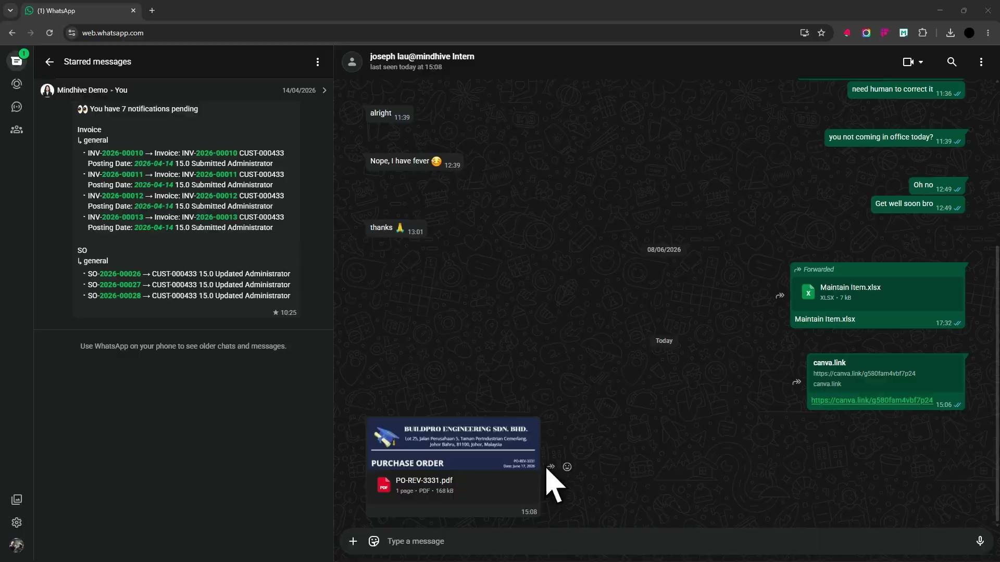 (1) WhatsApp
web.whatsapp.com
1
Starred messages
Mindhive Demo ▸ You
14/04/2026
👀 You have 7 notifications pending
Invoice
↳ general
• INV-2026-00010 → Invoice: INV-2026-00010 CUST-000433
Posting Date: 2026-04-14 15.0 Submitted Administrator
• INV-2026-00011 → Invoice: INV-2026-00011 CUST-000433
Posting Date: 2026-04-14 15.0 Submitted Administrator
• INV-2026-00012 → Invoice: INV-2026-00012 CUST-000433
Posting Date: 2026-04-14 15.0 Submitted Administrator
• INV-2026-00013 → Invoice: INV-2026-00013 CUST-000433
Posting Date: 2026-04-14 15.0 Submitted Administrator
SO
↳ general
• SO-2026-00026 → CUST-000433 15.0 Updated Administrator
• SO-2026-00027 → CUST-000433 15.0 Updated Administrator
• SO-2026-00028 → CUST-000433 15.0 Updated Administrator
★ 10:25
Use WhatsApp on your phone to see older chats and messages.
joseph lau@mindhive Intern
last seen today at 15:08
need human to correct it 11:36
alright 11:39
you not coming in office today? 11:39
Nope, I have fever 🤒 12:39
Oh no 12:49
Get well soon bro 12:49
thanks 🙏 13:01
08/06/2026
Forwarded
X
Maintain Item.xlsx
XLSX • 7 kB
Maintain Item.xlsx
17:32
Today
canva.link
https://canva.link/g580fam4vbf7p24
canva.link
https://canva.link/g580fam4vbf7p24 15:06
BUILDPRO ENGINEERING SDN. BHD.
Lot 25, Jalan Perusahaan 5, Taman Perindustrian Cemerlang,
Johor Bahru, 81100, Johor, Malaysia
PURCHASE ORDER
PO-REV-3331
Date: June 17, 2026
PDF
PO-REV-3331.pdf
1 page • PDF • 168 kB
15:08
Type a message